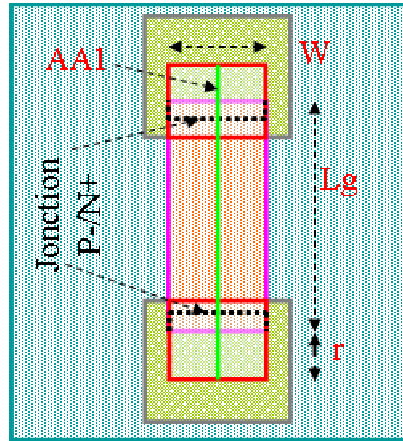 AA1
W
Lg
Jonction
P-/N+
r